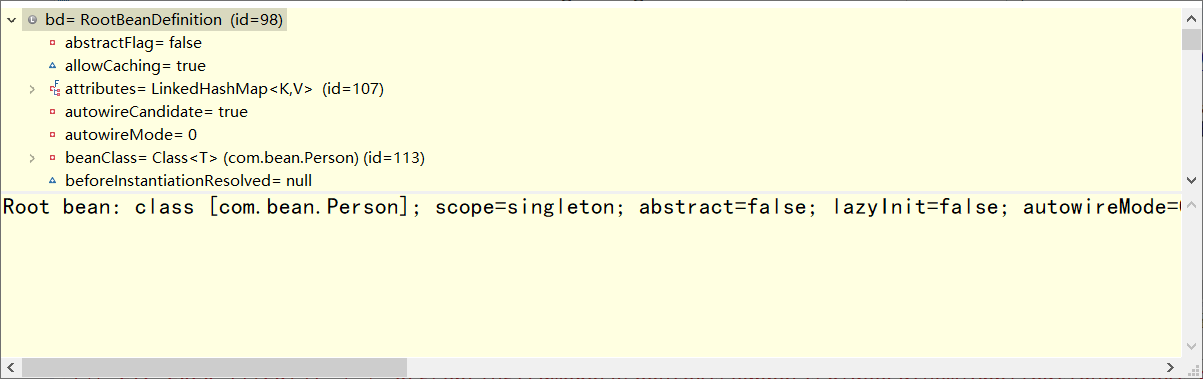 bd= RootBeanDefinition (id=98)
abstractFlag= false
allowCaching= true
attributes= LinkedHashMap<K,V> (id=107)
autowireCandidate= true
autowireMode= 0
beanClass= Class<T> (com.bean.Person) (id=113)
beforeInstantiationResolved= null
Root bean: class [com.bean.Person]; scope=singleton; abstract=false; lazyInit=false; autowireMode=